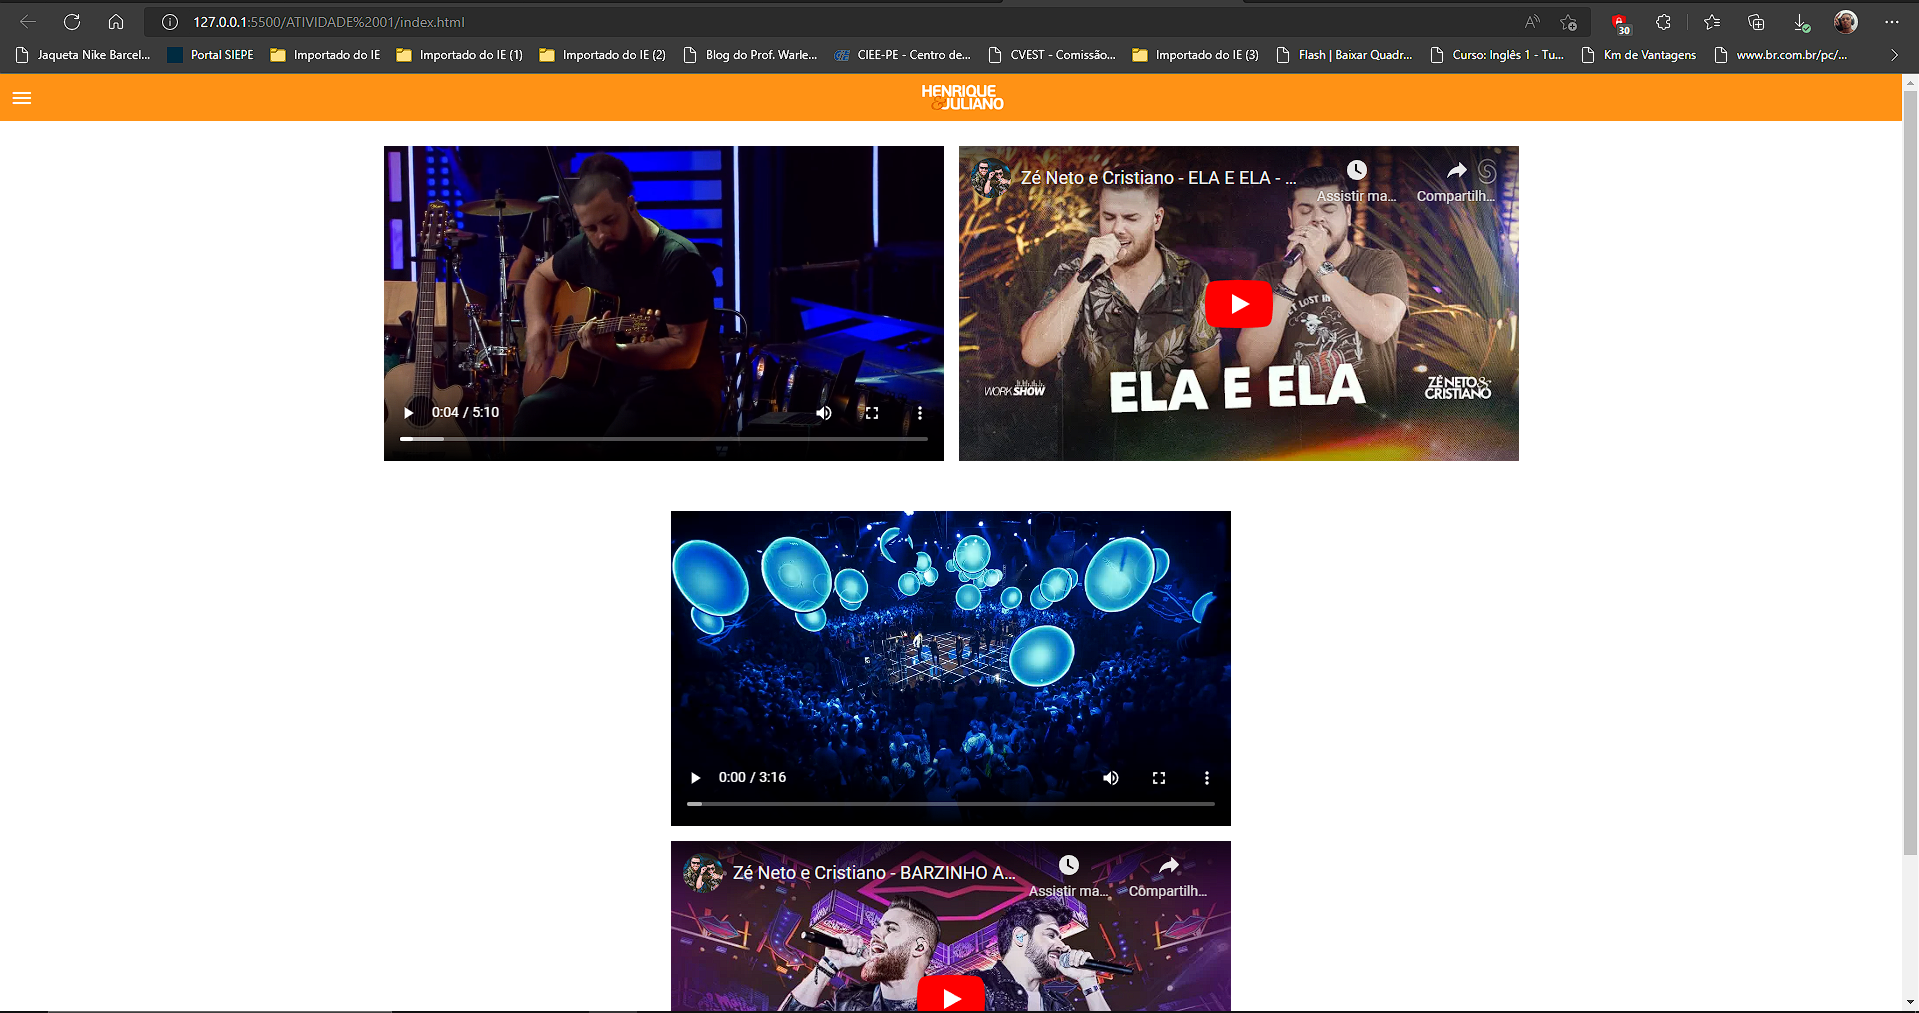 127.0.0.1:5500/ATIVIDADE%2001/index.html
30
Jaqueta Nike Barcel...
Portal SIEPE
Importado do IE
Importado do IE (1)
Importado do IE (2)
Blog do Prof. Warle...
CIEE-PE - Centro de...
CVEST - Comissão...
Importado do IE (3)
Flash | Baixar Quadr...
Curso: Inglês 1 - Tu...
Km de Vantagens
www.br.com.br/pc/...
HENRIQUE
&JULIANO
0:04 / 5:10
Zé Neto e Cristiano - ELA E ELA - ...
Assistir ma...
Compartilh...
LOST IN
WORK SHOW
ELA E ELA
ZÉ NETO &
CRISTIANO
0:00 / 3:16
Zé Neto e Cristiano - BARZINHO A...
Assistir ma...
Compartilh...